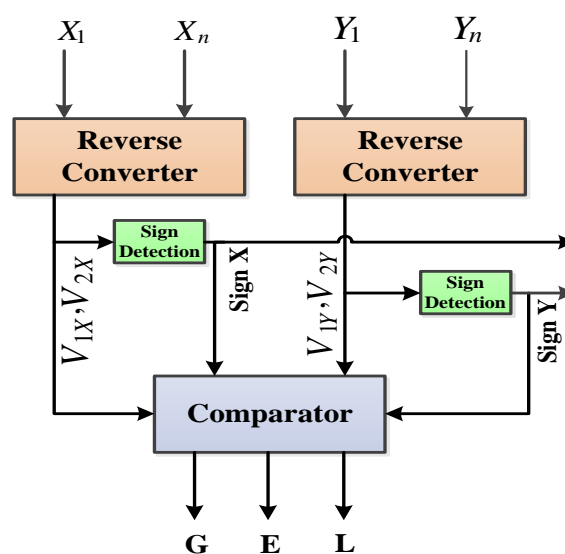 X1 Xn Y1 Yn
Reverse
Converter
Reverse
Converter
Sign
Detection
Sign
Detection
V1X,V2X
Sign X
V1Y,V2Y
Sign Y
Comparator
G E L